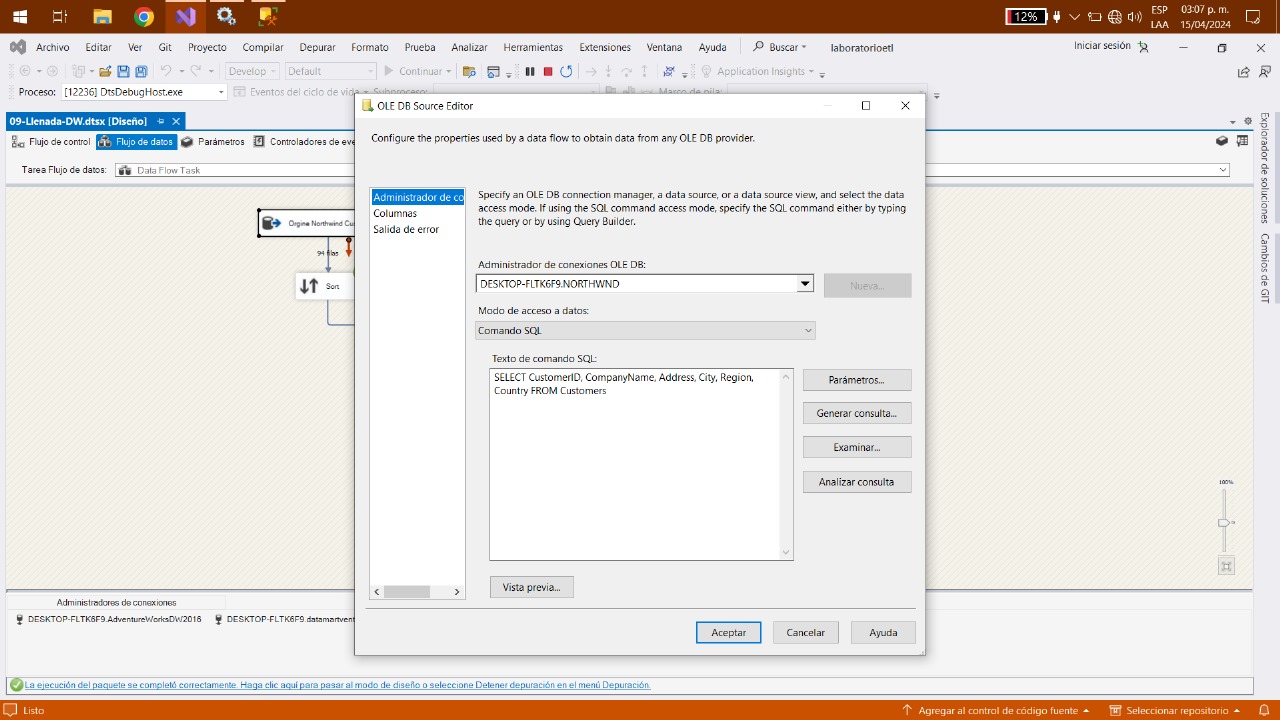 12%
ESP
LAA
03:07 p. m.
15/04/2024
Archivo Editar Ver Git Proyecto Compilar Depurar Formato Prueba Analizar Herramientas Extensiones Ventana Ayuda Buscar laboratorioetl Iniciar sesión
Develop Default Continuar Application Insights
Proceso: [12236] DtsDebugHost.exe Eventos del ciclo de vida Subproceso: Marco de pila:
09-Llenada-DW.dtsx [Diseño]
Flujo de control Flujo de datos Parámetros Controladores de eve
Tarea Flujo de datos: Data Flow Task
Orgine Northwind Cus
94 filas
Sort
OLE DB Source Editor
Configure the properties used by a data flow to obtain data from any OLE DB provider.
Administrador de co
Columnas
Salida de error
Specify an OLE DB connection manager, a data source, or a data source view, and select the data
access mode. If using the SQL command access mode, specify the SQL command either by typing
the query or by using Query Builder.
Administrador de conexiones OLE DB:
DESKTOP-FLTK6F9.NORTHWND
Nueva...
Modo de acceso a datos:
Comando SQL
Texto de comando SQL:
SELECT CustomerID, CompanyName, Address, City, Region,
Country FROM Customers
Parámetros...
Generar consulta...
Examinar...
Analizar consulta
Vista previa...
Aceptar Cancelar Ayuda
100%
Explorador de soluciones
Cambios de GIT
Administradores de conexiones
DESKTOP-FLTK6F9.AdventureWorksDW2016 DESKTOP-FLTK6F9.datamartvent
La ejecución del paquete se completó correctamente. Haga clic aquí para pasar al modo de diseño o seleccione Detener depuración en el menú Depuración.
Listo Agregar al control de código fuente Seleccionar repositorio